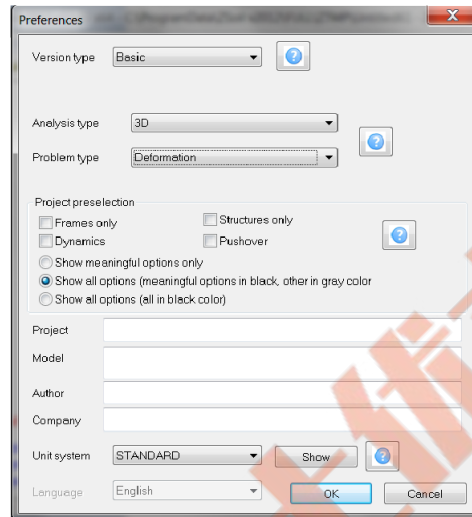 Preferences
Version type
Basic
Analysis type
3D
Problem type
Deformation
Project preselection
Frames only
Structures only
Dynamics
Pushover
Show meaningful options only
Show all options (meaningful options in black, other in gray color
Show all options (all in black color)
Project
Model
Author
Company
Unit system
STANDARD
Show
Language
English
OK
Cancel